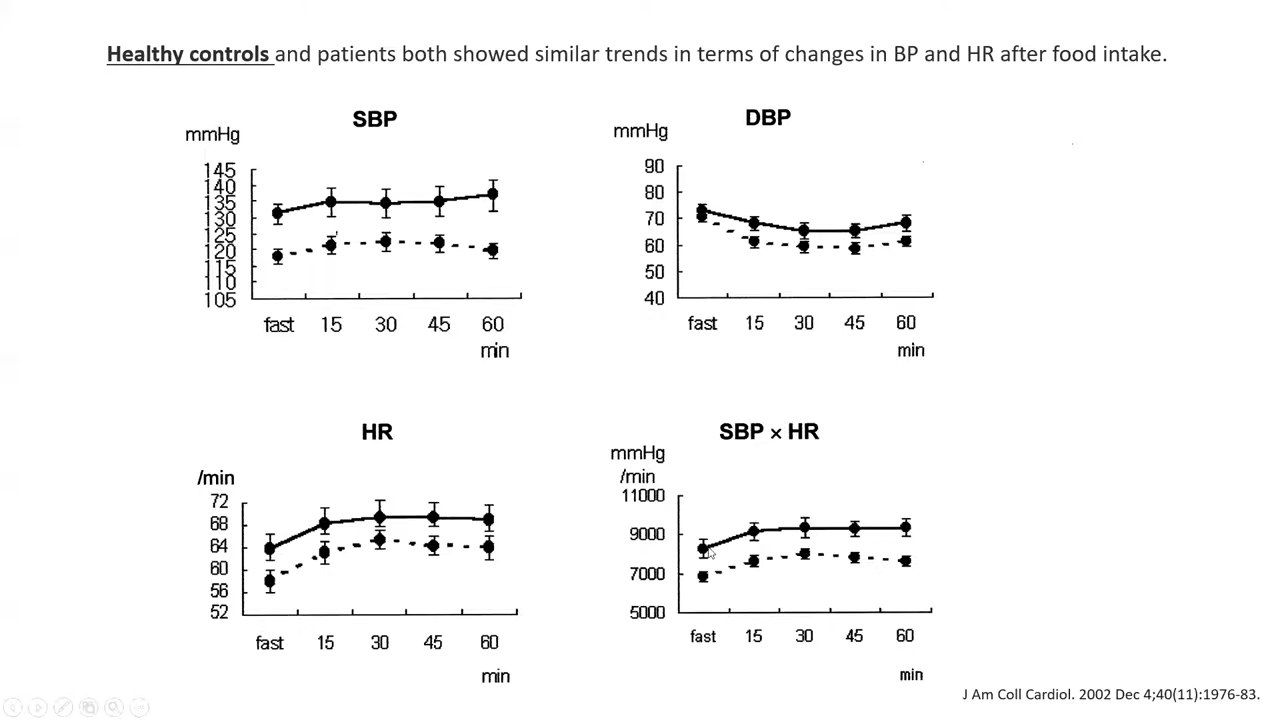 Healthy controls and patients both showed similar trends in terms of changes in BP and HR after food intake.
SBP
mmHg
145
140
135
130
125
120
115
110
105
fast 15 30 45 60
min
DBP
mmHg
90
80
70
60
50
40
fast 15 30 45 60
min
HR
/min
72
68
64
60
56
52
fast 15 30 45 60
min
SBP × HR
mmHg
/min
11000
9000
7000
5000
fast 15 30 45 60
min
J Am Coll Cardiol. 2002 Dec 4;40(11):1976-83.